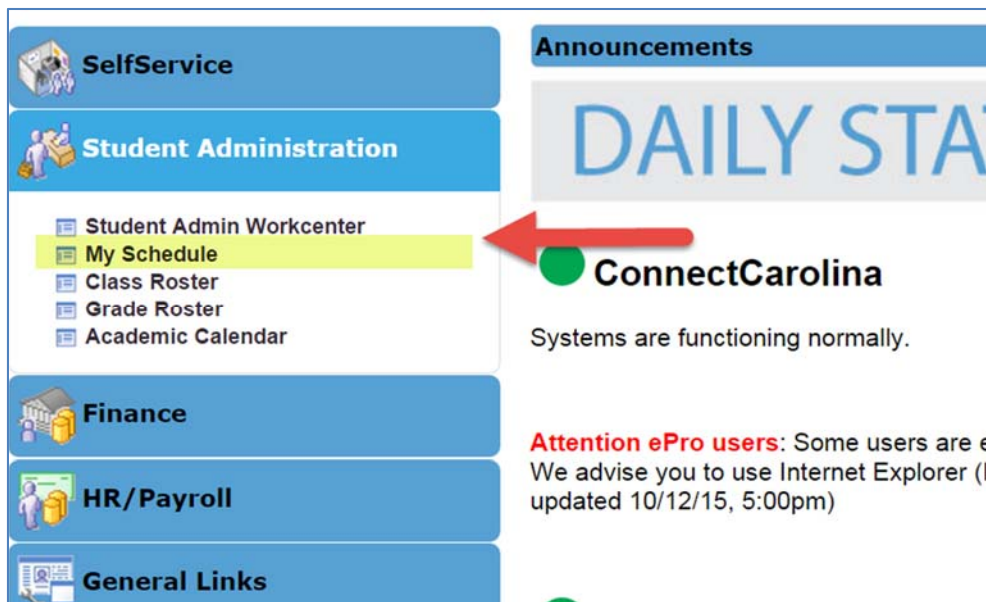 SelfService
Student Administration
Student Admin Workcenter
My Schedule
Class Roster
Grade Roster
Academic Calendar
Finance
HR/Payroll
General Links
Announcements
DAILY STAT
ConnectCarolina
Systems are functioning normally.
Attention ePro users: Some users are e
We advise you to use Internet Explorer (
updated 10/12/15, 5:00pm)